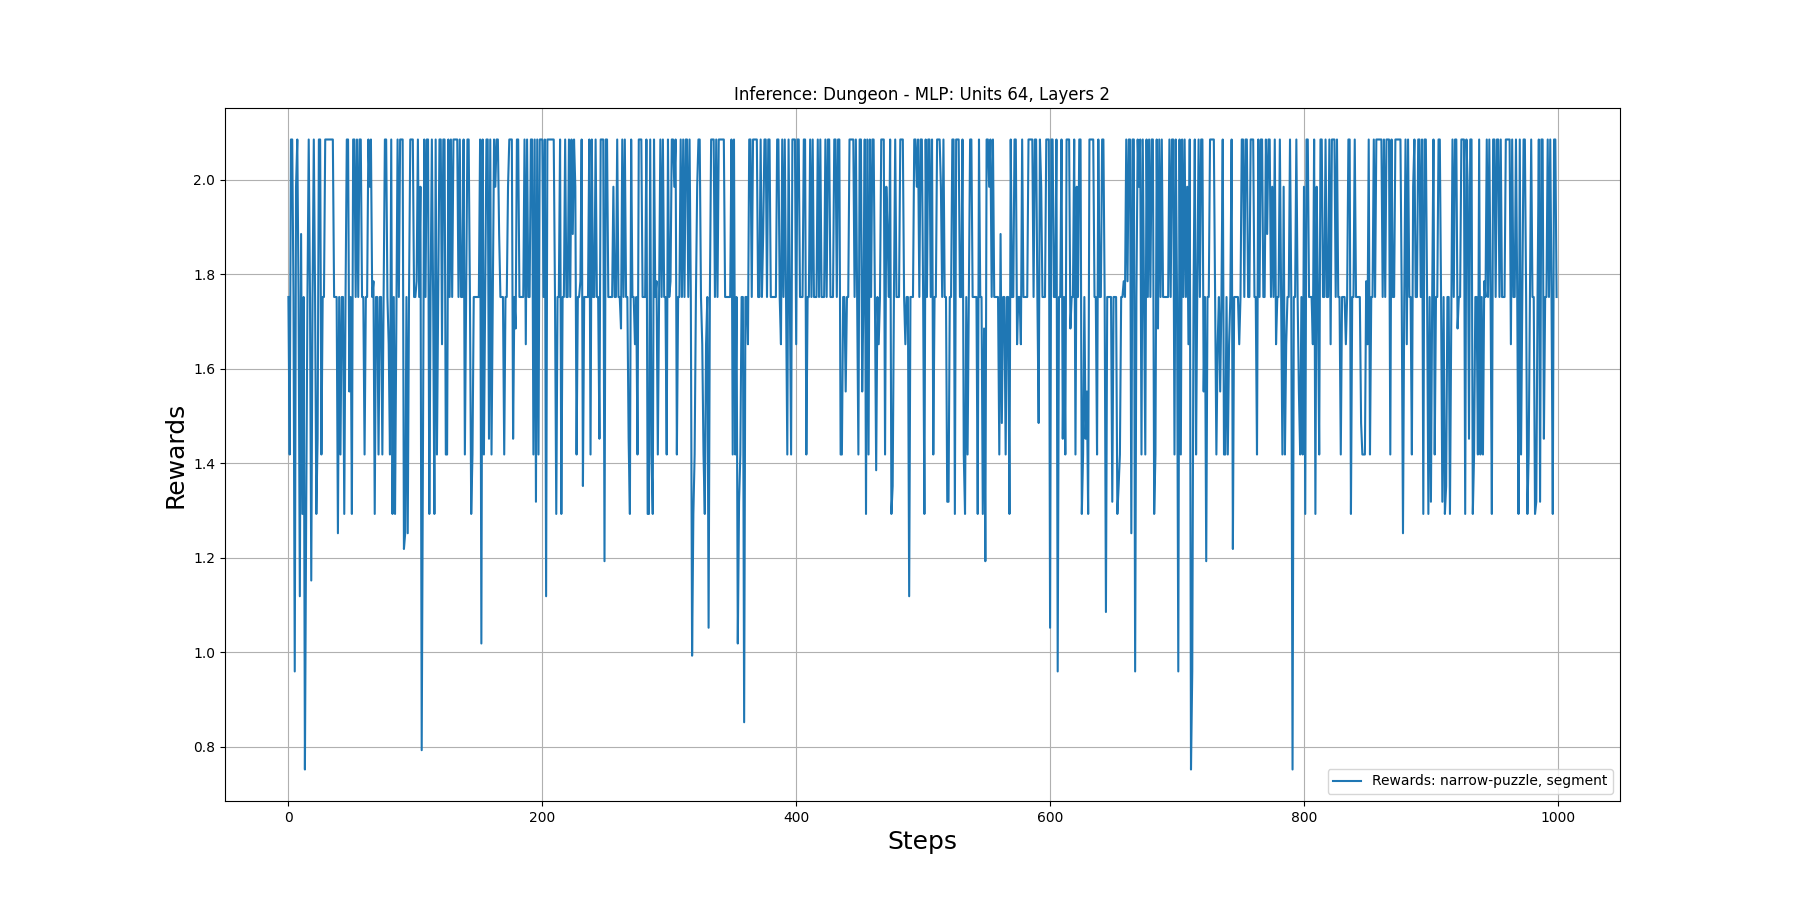 Inference: Dungeon - MLP: Units 64, Layers 2
2.0
1.8
1.6
1.4
1.2
1.0
0.8
Rewards
Rewards: narrow-puzzle, segment
0 200 400 600 800 1000
Steps